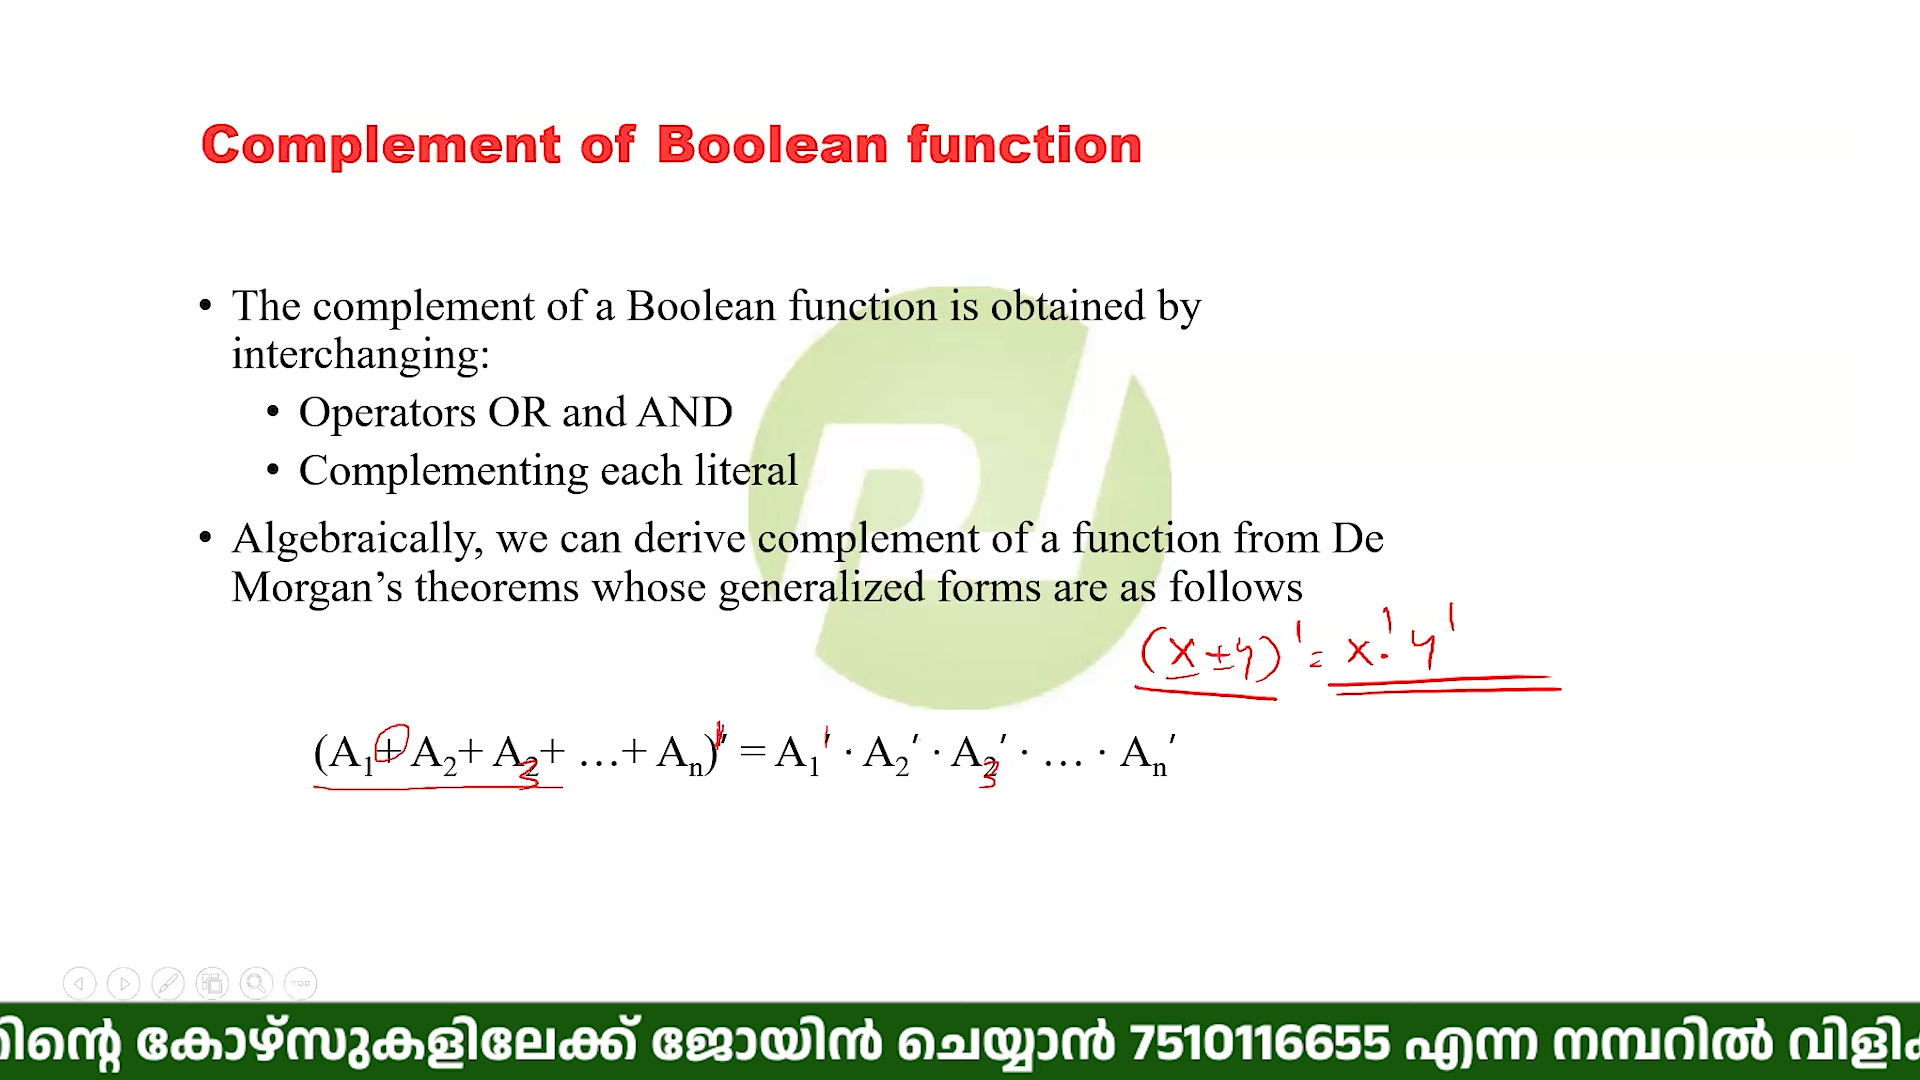 Complement of Boolean function
• The complement of a Boolean function is obtained by
interchanging:
• Operators OR and AND
• Complementing each literal
• Algebraically, we can derive complement of a function from De
Morgan’s theorems whose generalized forms are as follows
(x+y)' = x'.y'
(A1+ A2+ A3+ …+ An)′ = A1′ · A2′ · A3′ · … · An′
കോഴ്സുകളിലേക്ക് ജോയിൻ ചെയ്യാൻ 7510116655 എന്ന നമ്പറിൽ